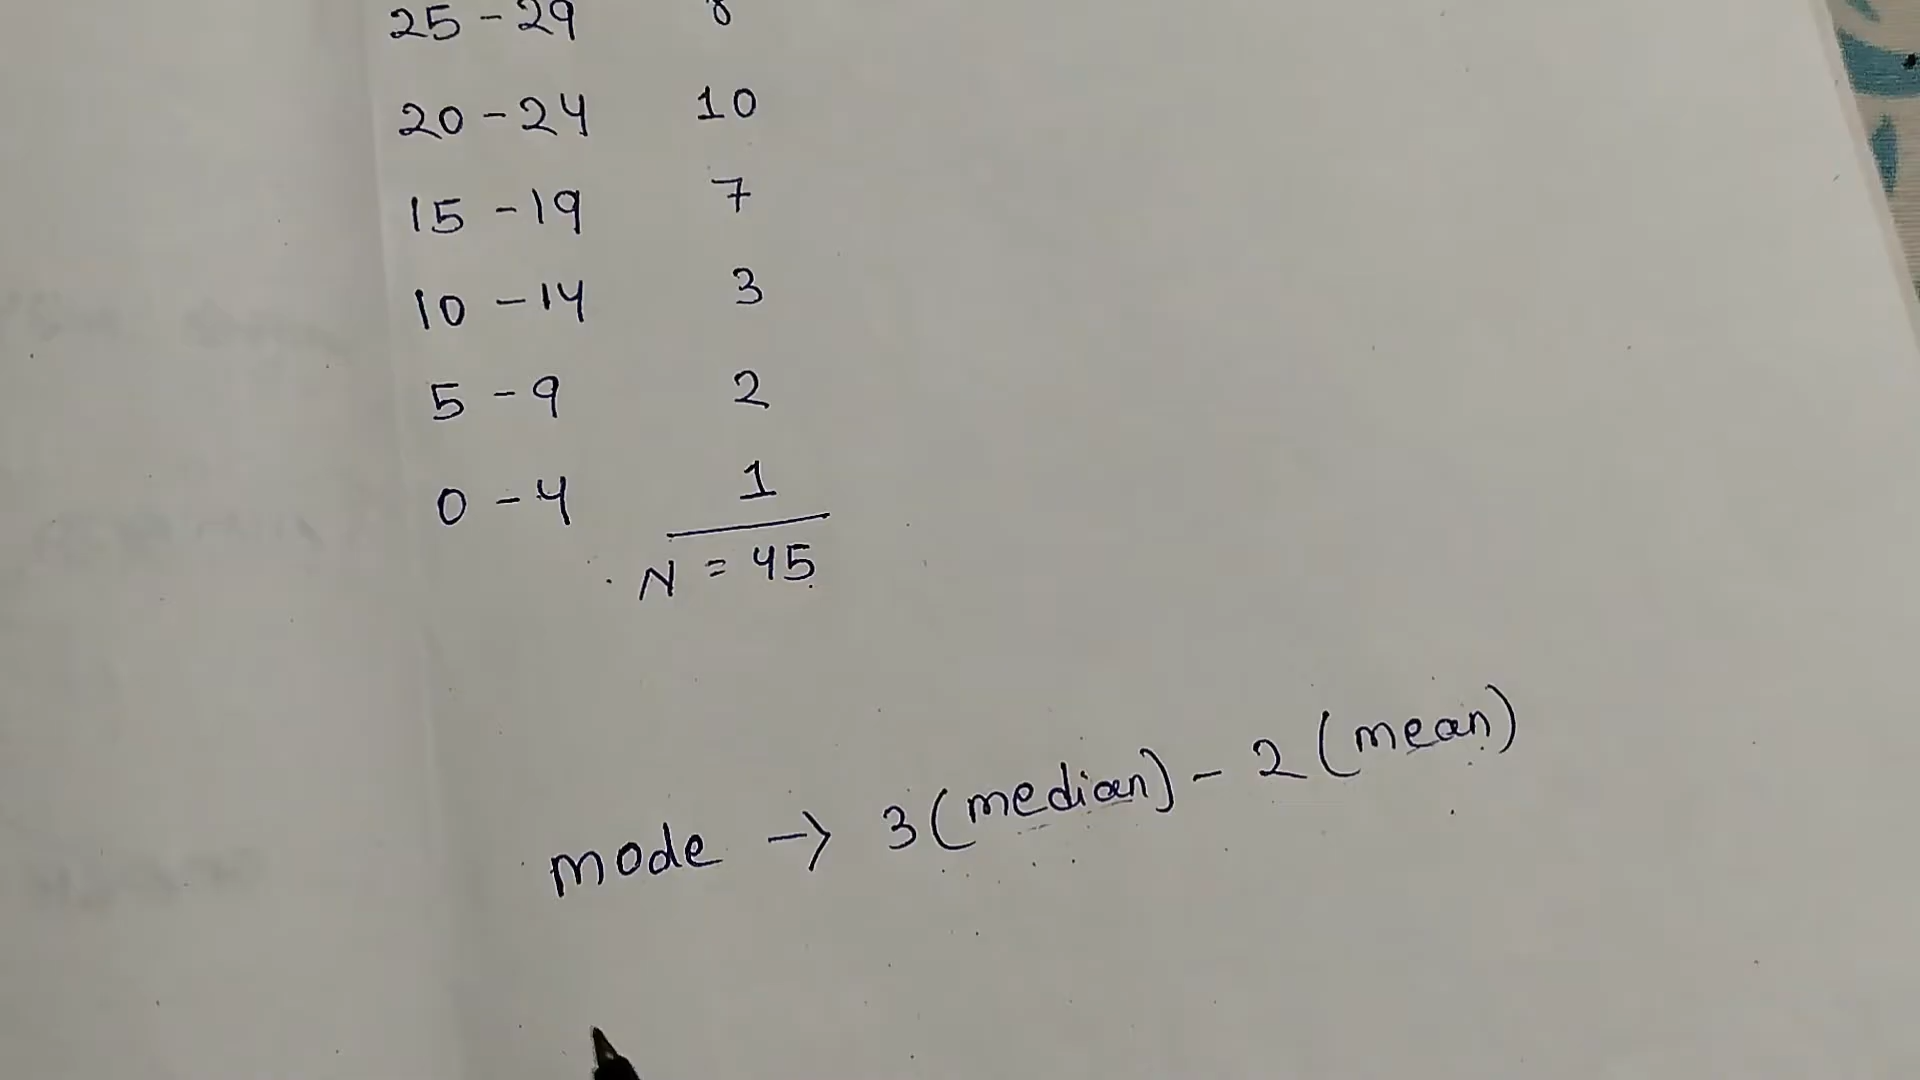 25 - 29
20 - 24 10
15 - 19 7
10 - 14 3
5 - 9 2
0 - 4 1
N = 45
mode → 3 (median) - 2 (mean)